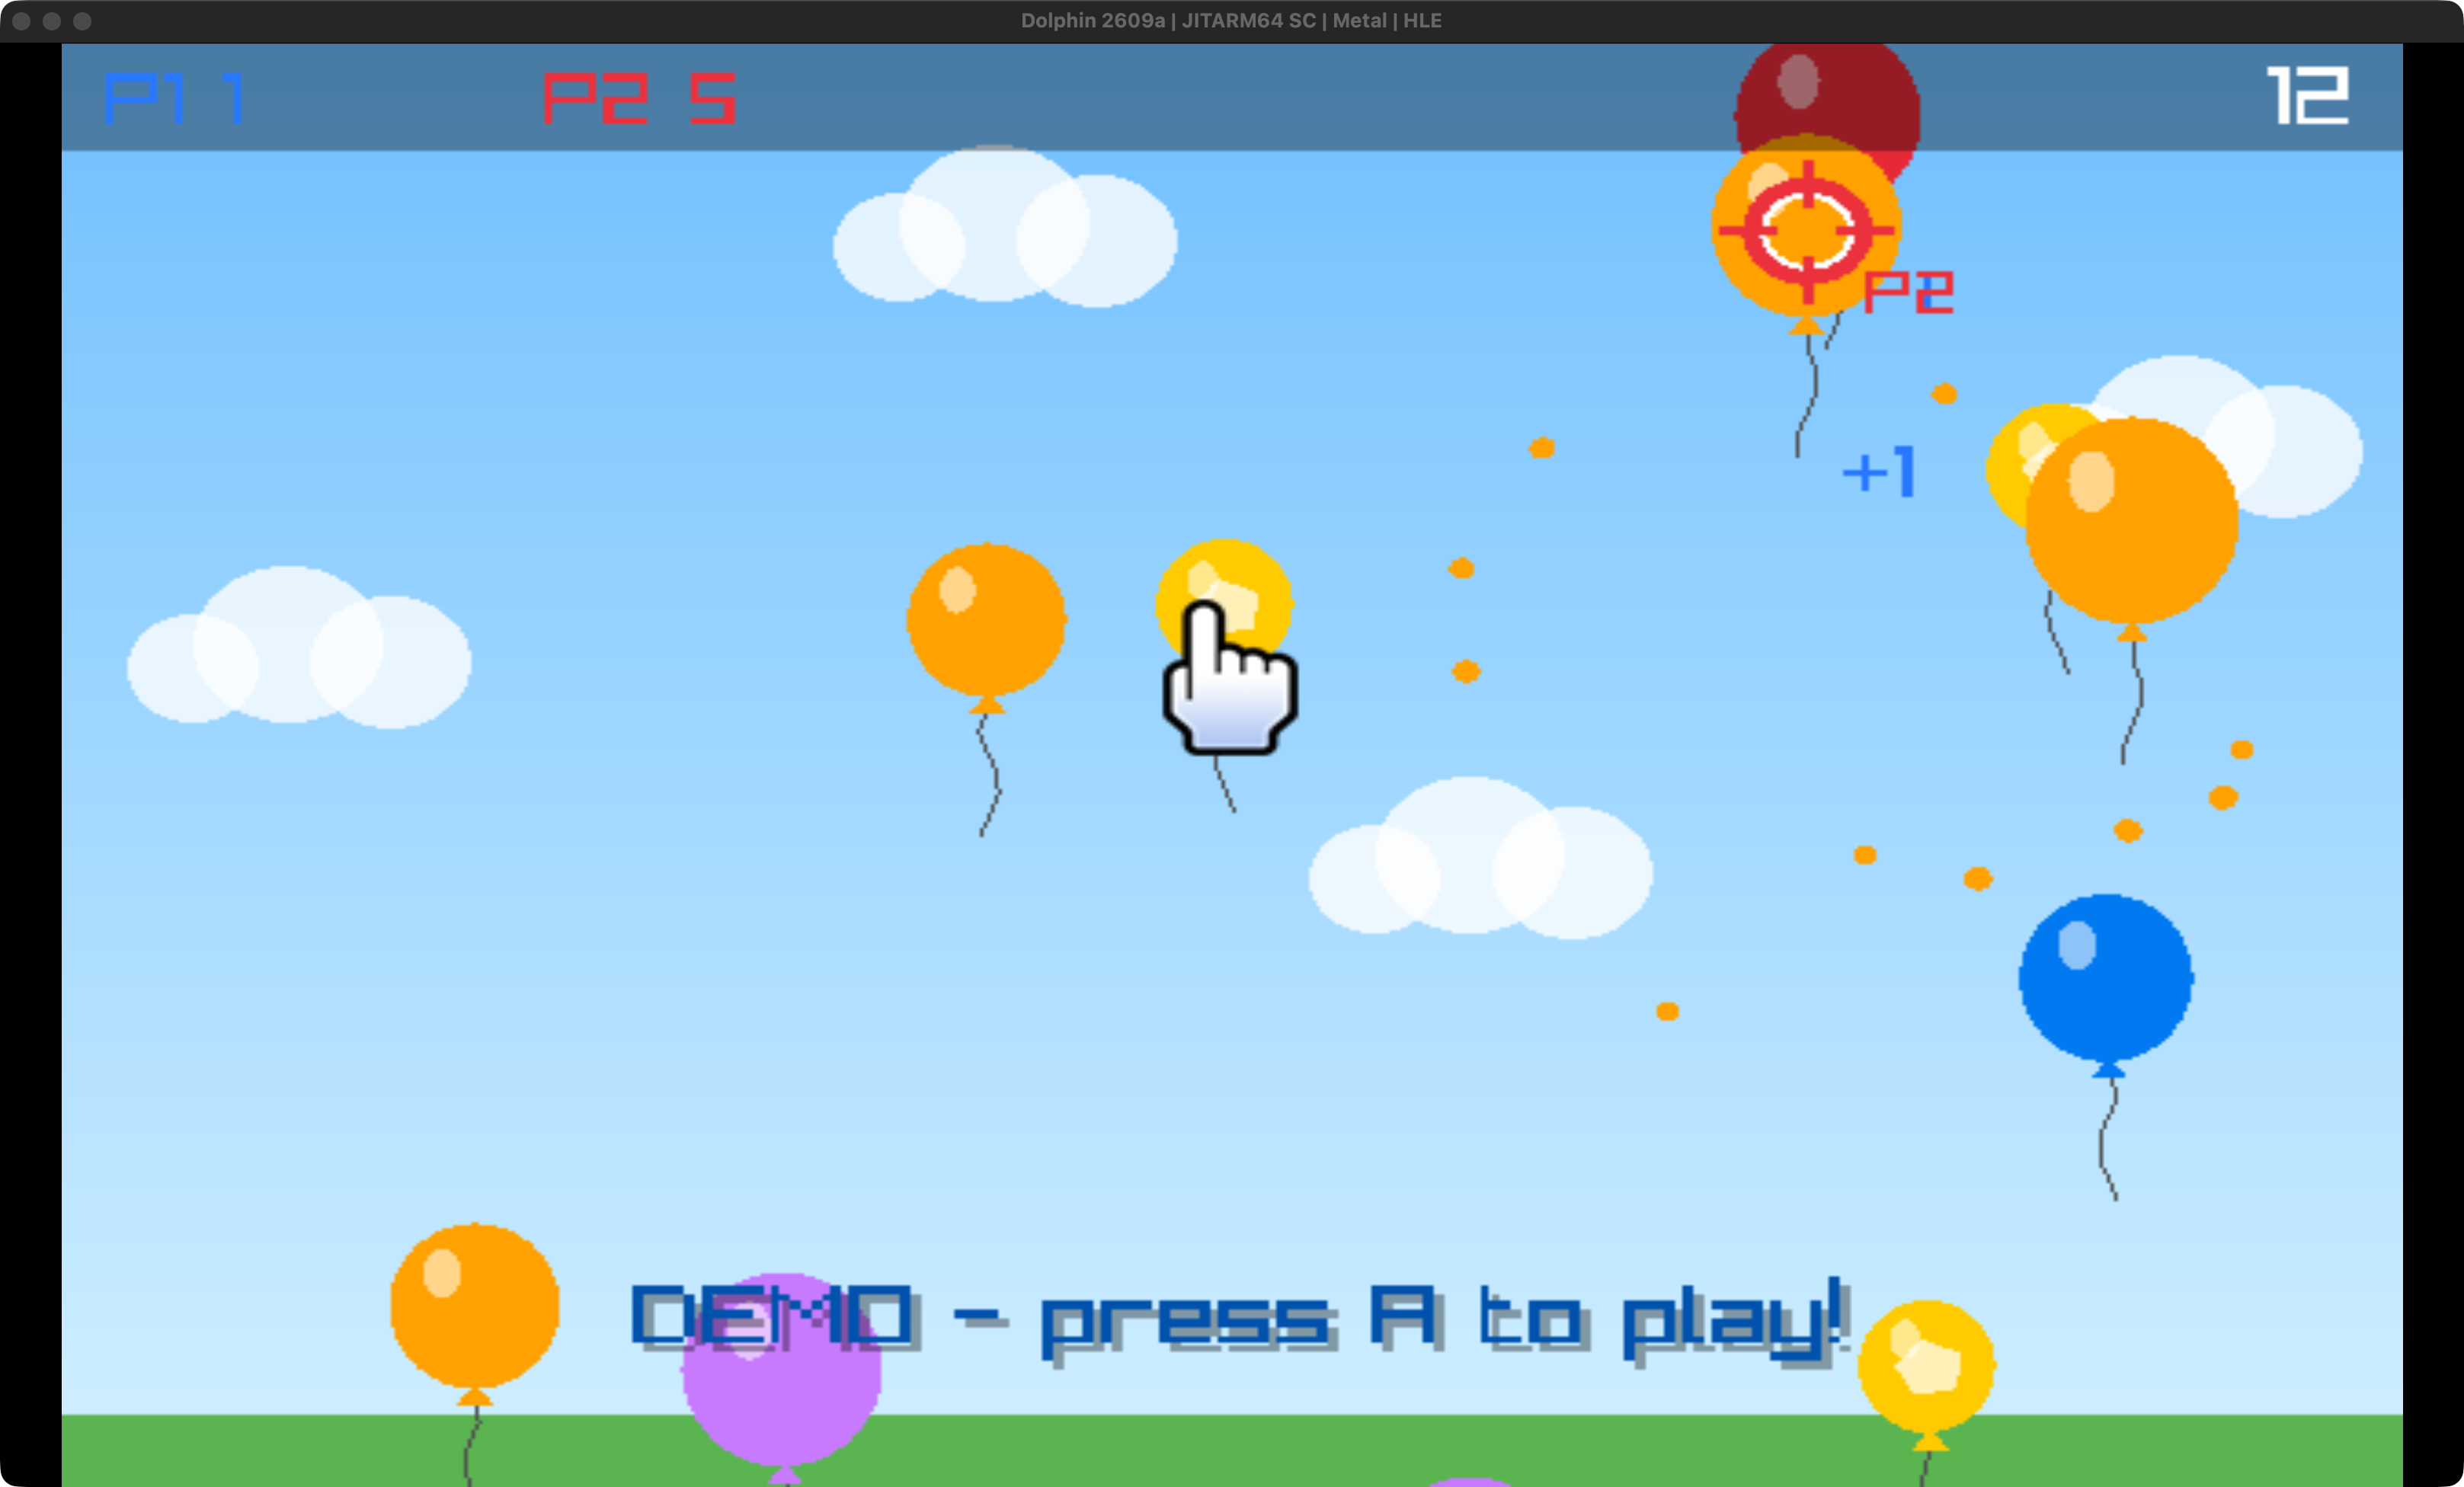 Dolphin 2609a | JITARM64 SC | Metal | HLE
P1 1 P2 5 12
P2
+1
DEMO - press A to play!